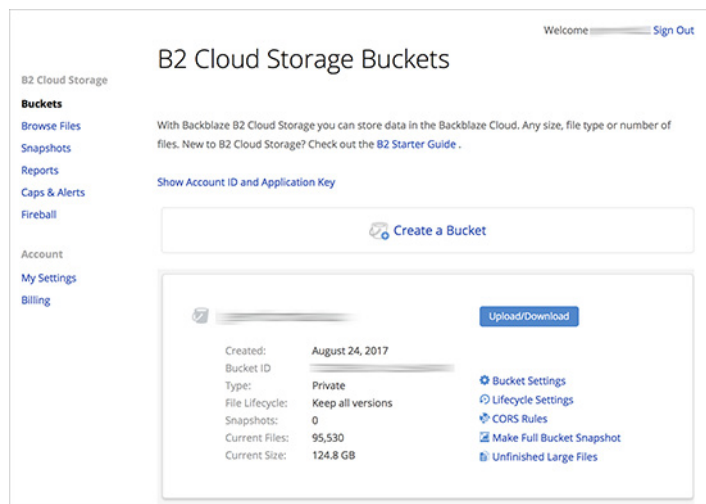 Welcome Sign Out
B2 Cloud Storage Buckets
B2 Cloud Storage
Buckets
Browse Files
Snapshots
Reports
Caps & Alerts
Fireball
Account
My Settings
Billing
With Backblaze B2 Cloud Storage you can store data in the Backblaze Cloud. Any size, file type or number of
files. New to B2 Cloud Storage? Check out the B2 Starter Guide .
Show Account ID and Application Key
Create a Bucket
Upload/Download
Created: August 24, 2017
Bucket ID
Type: Private
File Lifecycle: Keep all versions
Snapshots: 0
Current Files: 95,530
Current Size: 124.8 GB
Bucket Settings
Lifecycle Settings
CORS Rules
Make Full Bucket Snapshot
Unfinished Large Files